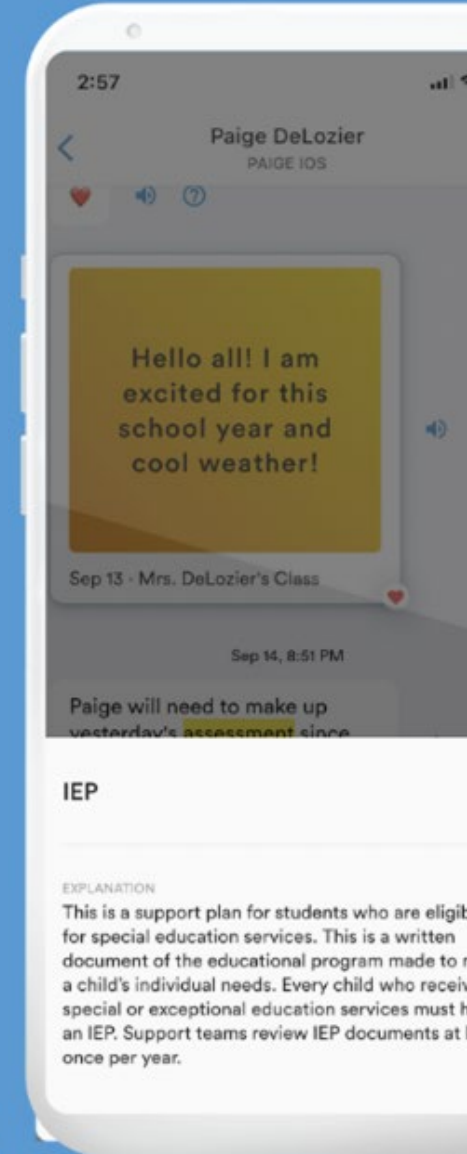 2:57
Paige DeLozier
PAIGE IOS
Hello all! I am
excited for this
school year and
cool weather!
Sep 13 · Mrs. DeLozier's Class
Sep 14, 8:51 PM
Paige will need to make up
yesterday's assessment since
IEP
EXPLANATION
This is a support plan for students who are
for special education services. This is a written
document of the educational program made to
a child's individual needs. Every child who
special or exceptional education services must
an IEP. Support teams review IEP documents at
once per year.